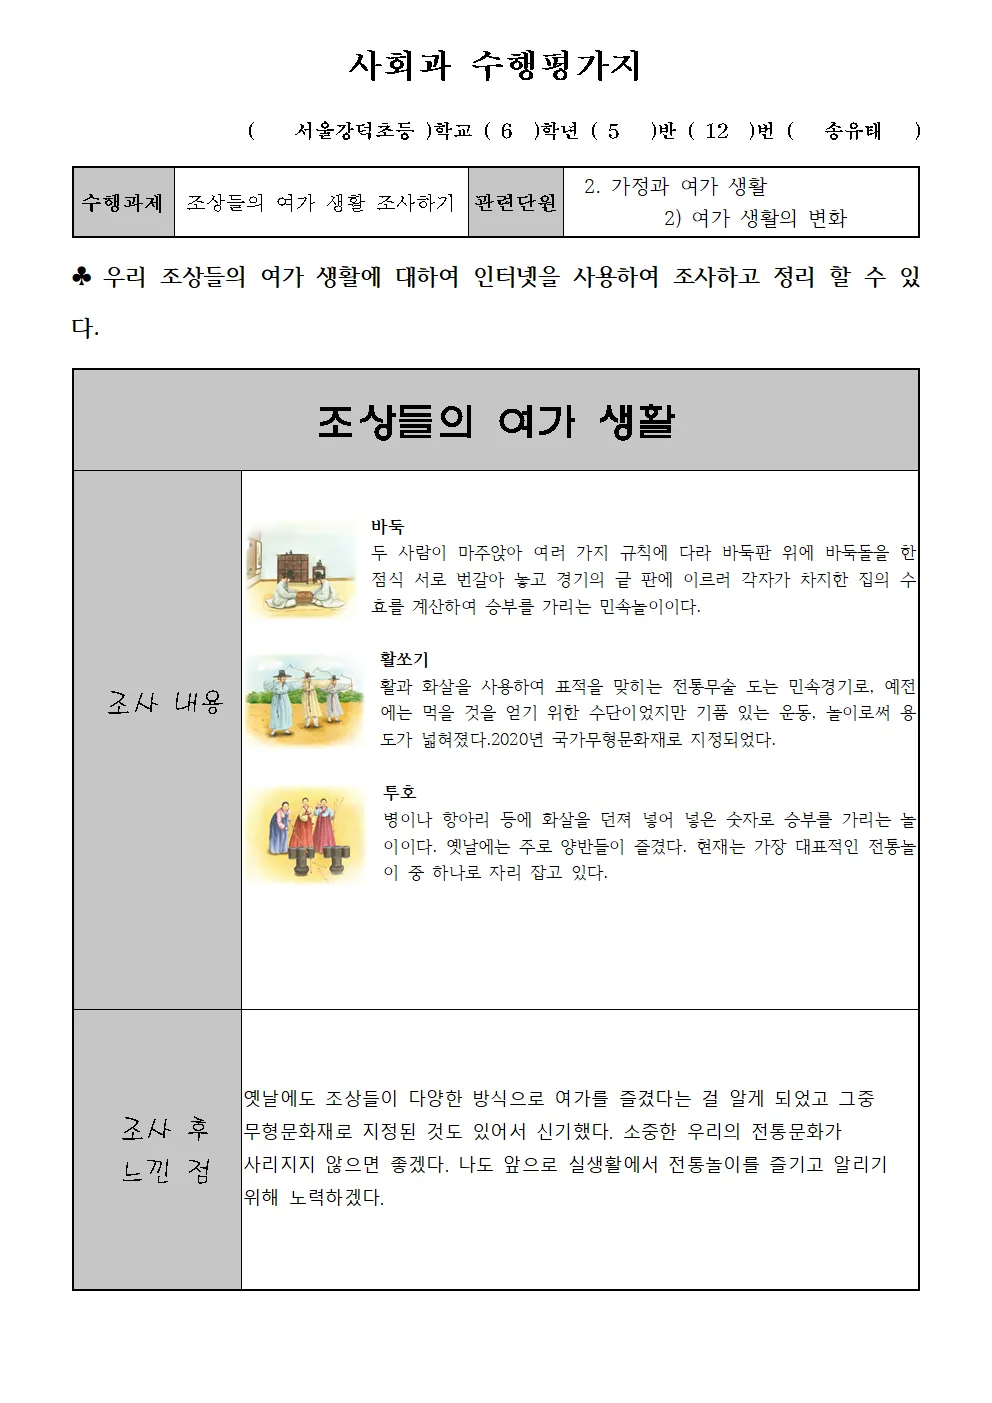 사회과 수행평가지
( 서울강덕초등 )학교 ( 6 )학년 ( 5 )반 ( 12 )번 ( 송유태 )
수행과제 조상들의 여가 생활 조사하기 관련단원 2. 가정과 여가 생활
2) 여가 생활의 변화
♣ 우리 조상들의 여가 생활에 대하여 인터넷을 사용하여 조사하고 정리 할 수 있
다.
조상들의 여가 생활
조사 내용
바둑
두 사람이 마주앉아 여러 가지 규칙에 다라 바둑판 위에 바둑돌을 한
점식 서로 번갈아 놓고 경기의 글 판에 이르러 각자가 차지한 집의 수
효를 계산하여 승부를 가리는 민속놀이이다.
활쏘기
활과 화살을 사용하여 표적을 맞히는 전통무술 도는 민속경기로, 예전
에는 먹을 것을 얻기 위한 수단이었지만 기품 있는 운동, 놀이로써 용
도가 넓혀졌다.2020년 국가무형문화재로 지정되었다.
투호
병이나 항아리 등에 화살을 던져 넣어 넣은 숫자로 승부를 가리는 놀
이이다. 옛날에는 주로 양반들이 즐겼다. 현재는 가장 대표적인 전통놀
이 중 하나로 자리 잡고 있다.
조사 후
느낀 점
옛날에도 조상들이 다양한 방식으로 여가를 즐겼다는 걸 알게 되었고 그중
무형문화재로 지정된 것도 있어서 신기했다. 소중한 우리의 전통문화가
사리지지 않으면 좋겠다. 나도 앞으로 실생활에서 전통놀이를 즐기고 알리기
위해 노력하겠다.